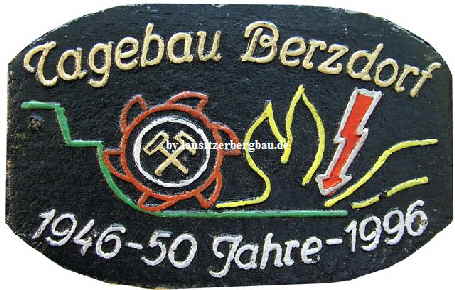 Tagebau Berzdorf
by lausitzerbergbau.de
1946-50 Jahre-1996